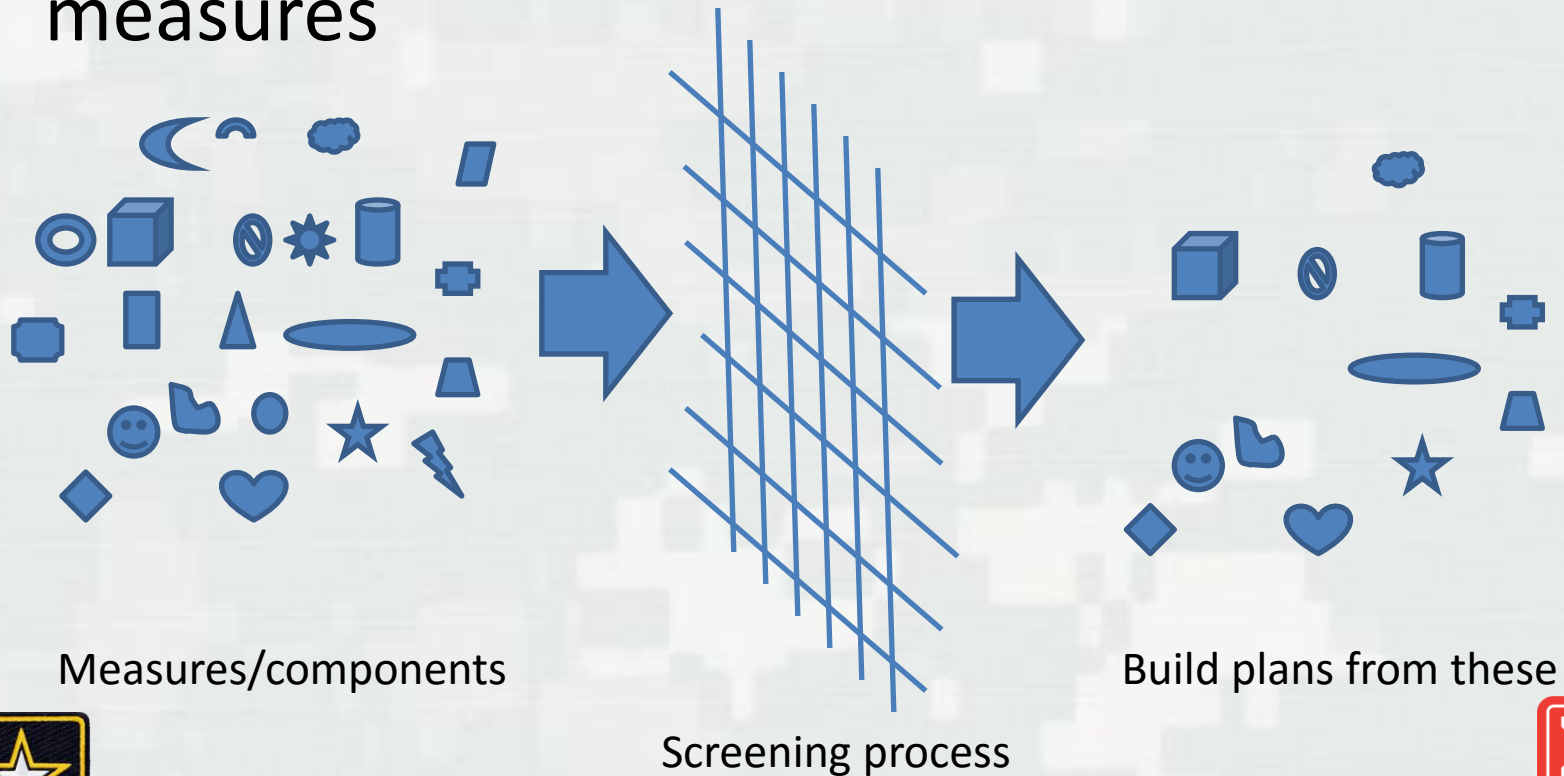 measures
Measures/components
Build plans from these
Screening process